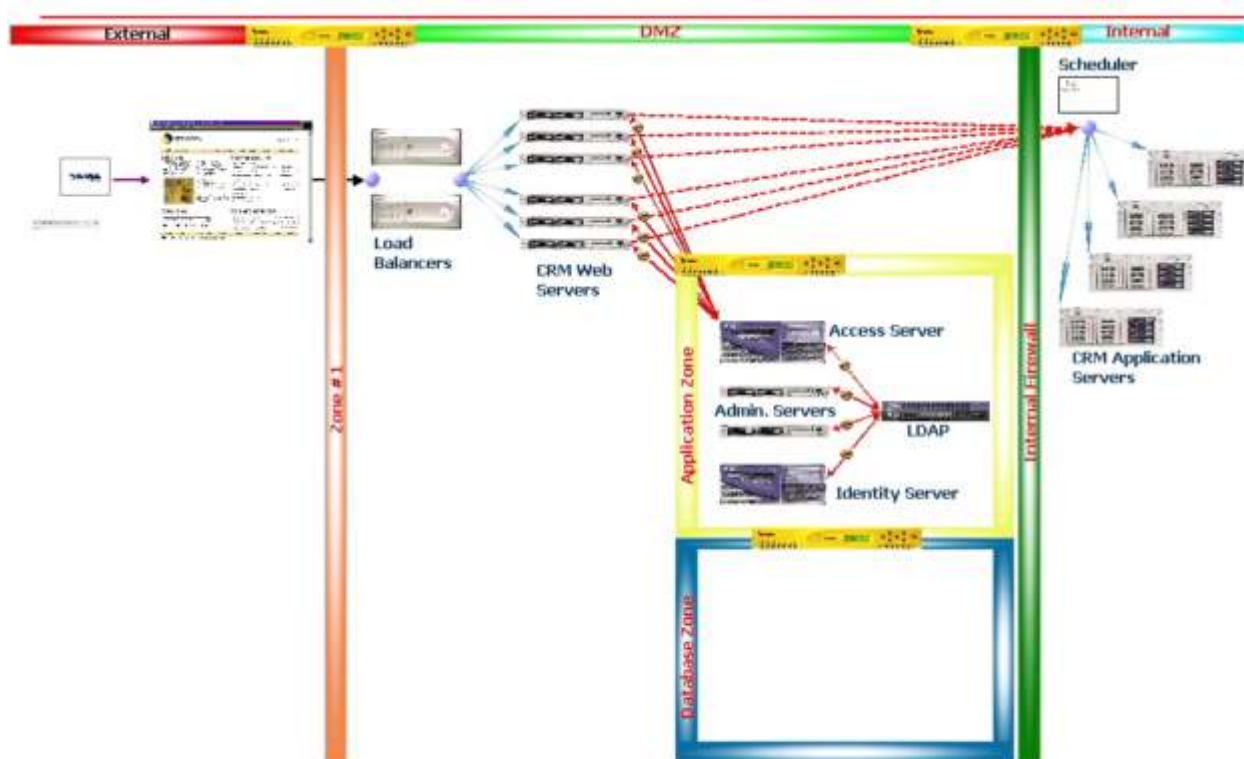 External
DMZ
Internal
Scheduler
Load
Balancers
CRM Web
Servers
Zone # 1
Application Zone
Access Server
Admin. Servers
LDAP
Identity Server
Internal Firewall
CRM Application
Servers
Database Zone